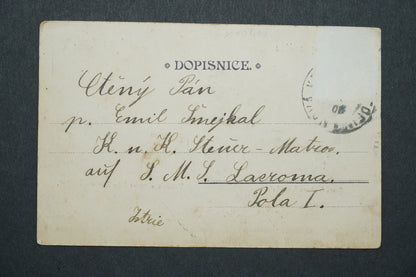 DOPISNICE.
Ctěný Pán
p. Emil Smejkal
K. u. K. Steuer-Matros.
auf S. M. S. Lacroma.
Pola I.
Istrie